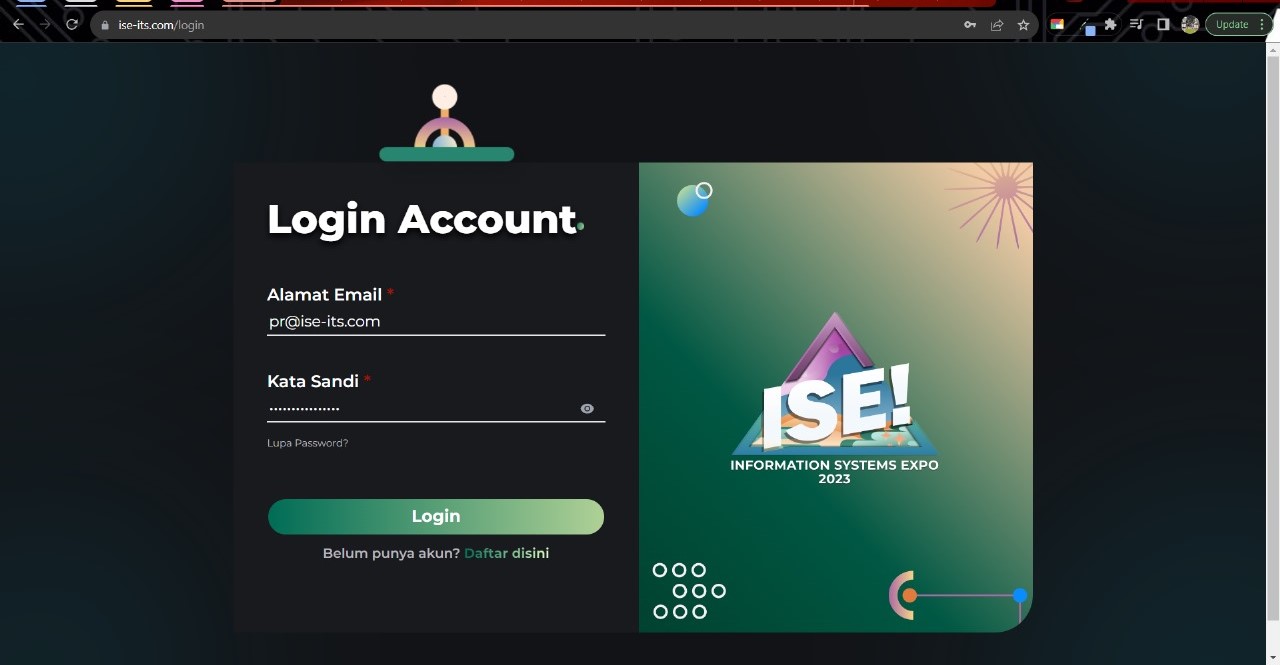 ise-its.com/login
Update
Login Account.
Alamat Email *
pr@ise-its.com
Kata Sandi *
••••••••••••••••
Lupa Password?
Login
Belum punya akun? Daftar disini
ISE!
INFORMATION SYSTEMS EXPO
2023